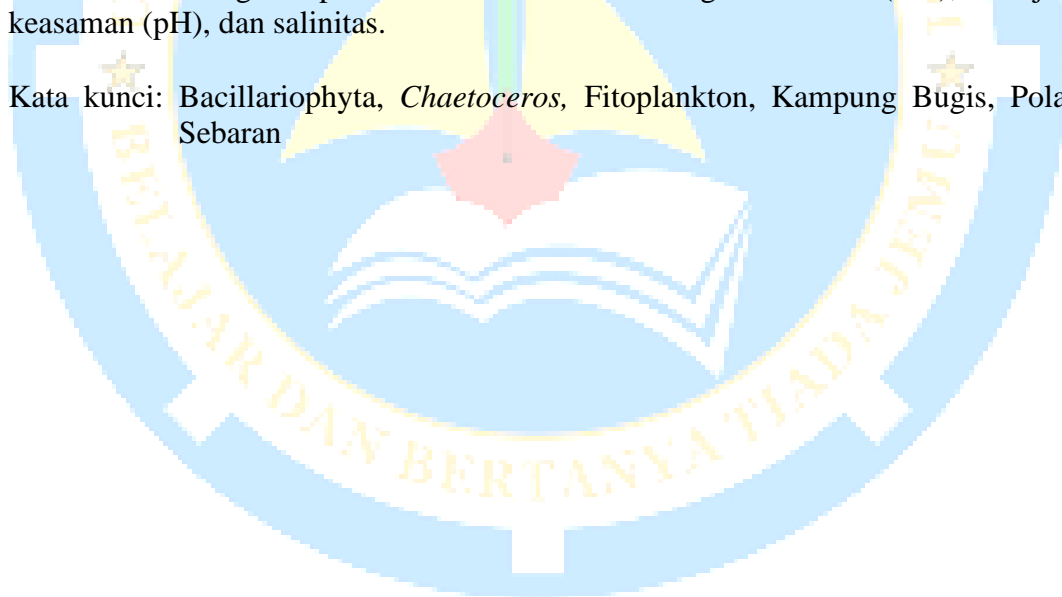 keasaman (pH), dan salinitas.
Kata kunci: Bacillariophyta, Chaetoceros, Fitoplankton, Kampung Bugis, Pola
Sebaran
BELAJAR DAN BERTANYA TIADA JEMU